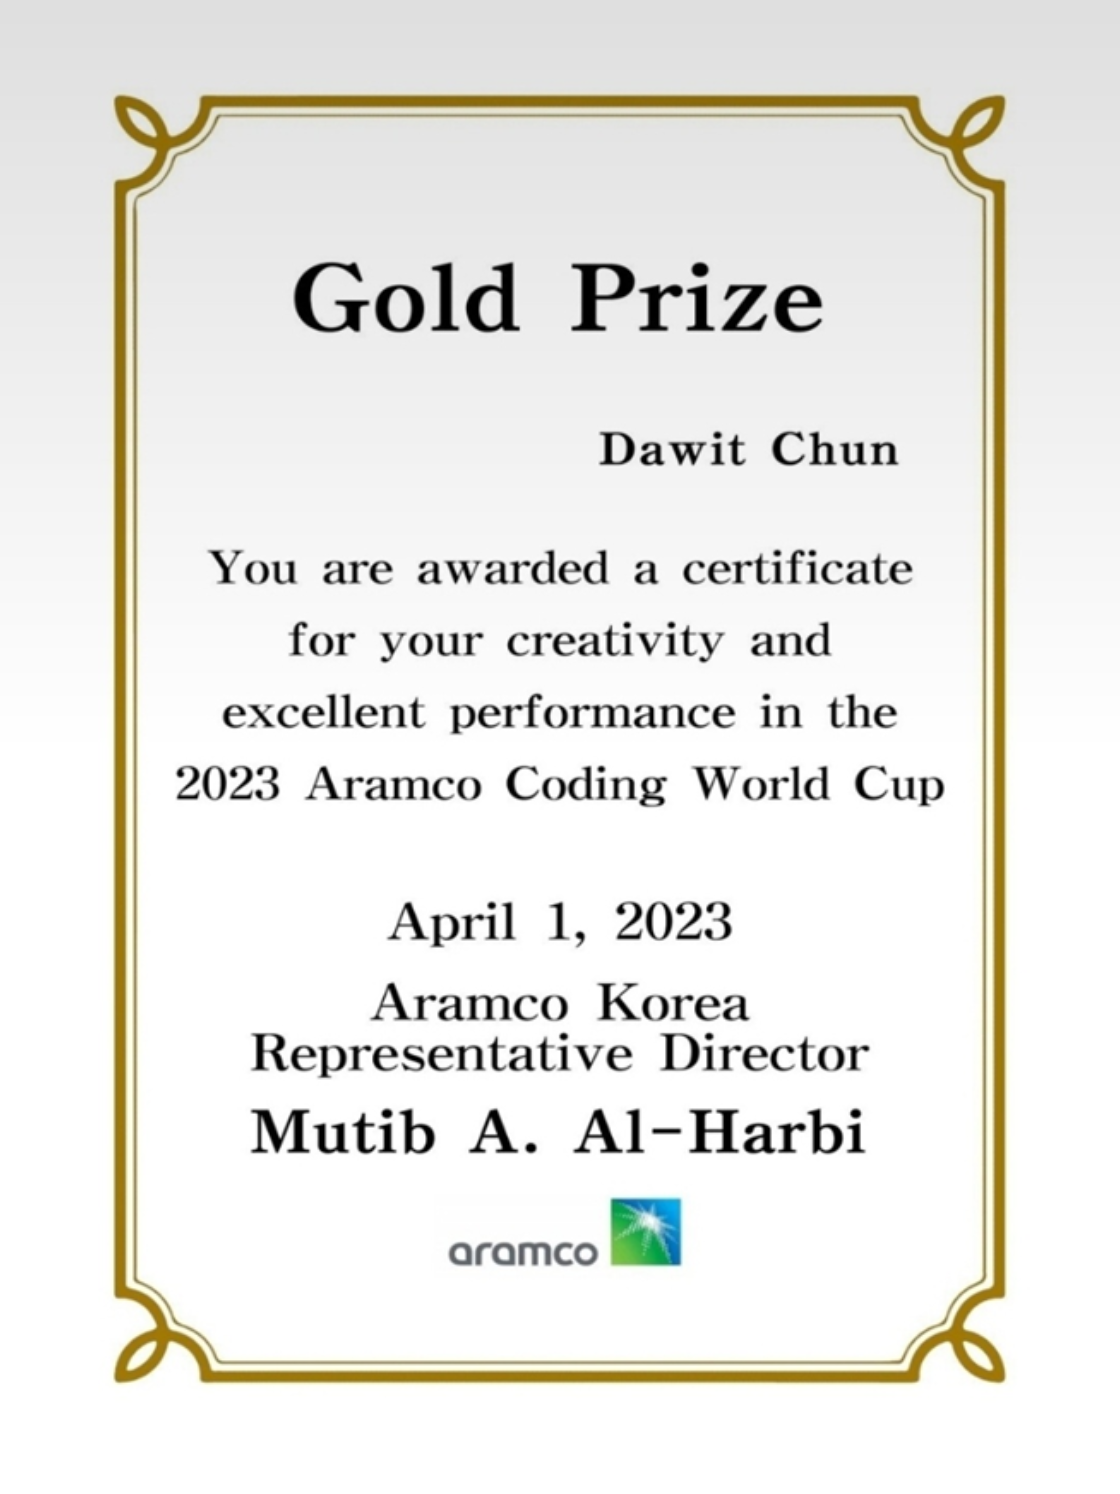 Gold Prize
Dawit Chun
You are awarded a certificate
for your creativity and
excellent performance in the
2023 Aramco Coding World Cup
April 1, 2023
Aramco Korea
Representative Director
Mutib A. Al-Harbi
aramco